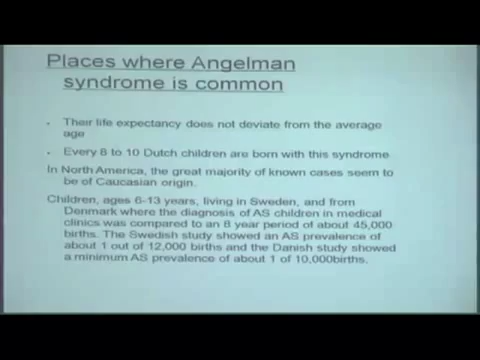 Places where Angelman
syndrome is common
• Their life expectancy does not deviate from the average
age
• Every 8 to 10 Dutch children are born with this syndrome
In North America, the great majority of known cases seem to
be of Caucasian origin.
Children, ages 6-13 years, living in Sweden, and from
Denmark where the diagnosis of AS children in medical
clinics was compared to an 8 year period of about 45,000
births. The Swedish study showed an AS prevalence of
about 1 out of 12,000 births and the Danish study showed
a minimum AS prevalence of about 1 of 10,000births.